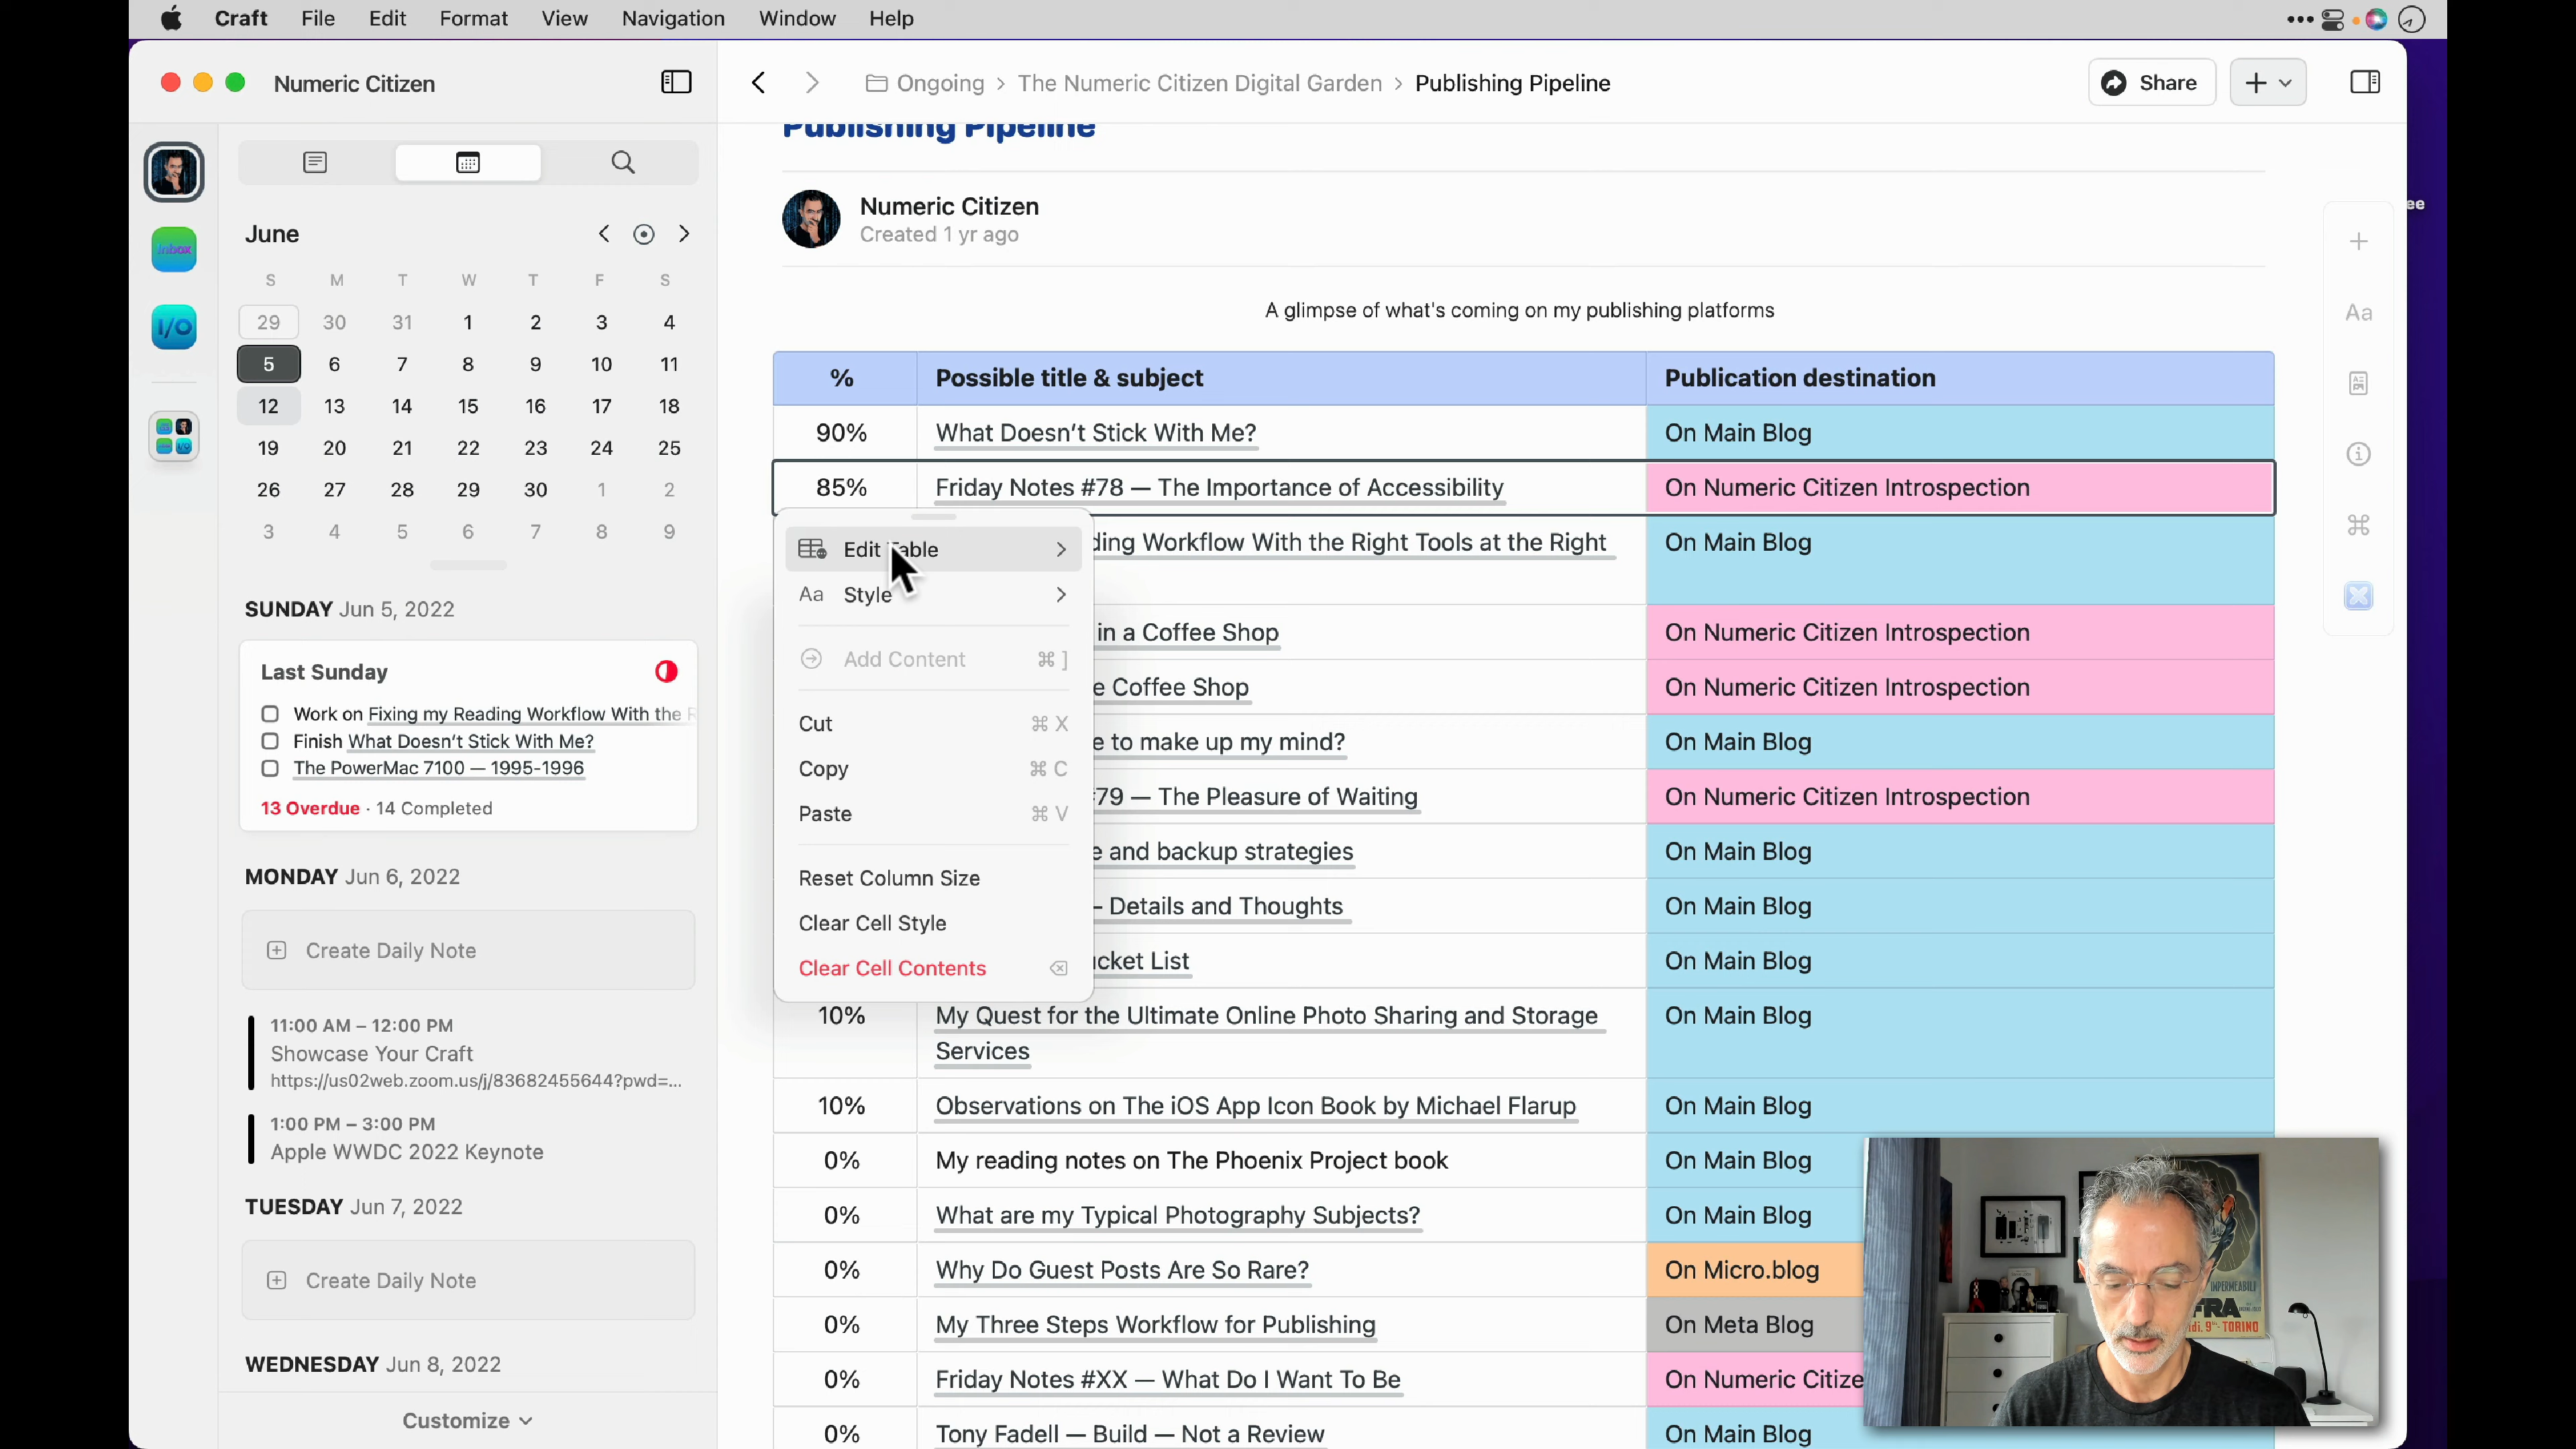 Craft File Edit Format View Navigation Window Help
Numeric Citizen
Ongoing > The Numeric Citizen Digital Garden > Publishing Pipeline
Share
inbox
I/O
June
S M T W T F S
29 30 31 1 2 3 4
5 6 7 8 9 10 11
12 13 14 15 16 17 18
19 20 21 22 23 24 25
26 27 28 29 30 1 2
3 4 5 6 7 8 9
SUNDAY Jun 5, 2022
Last Sunday
Work on Fixing my Reading Workflow With the R
Finish What Doesn't Stick With Me?
The PowerMac 7100 — 1995-1996
13 Overdue · 14 Completed
MONDAY Jun 6, 2022
Create Daily Note
11:00 AM – 12:00 PM
Showcase Your Craft
https://us02web.zoom.us/j/83682455644?pwd=...
1:00 PM – 3:00 PM
Apple WWDC 2022 Keynote
TUESDAY Jun 7, 2022
Create Daily Note
WEDNESDAY Jun 8, 2022
Customize
Publishing Pipeline
Numeric Citizen
Created 1 yr ago
A glimpse of what's coming on my publishing platforms
% Possible title & subject Publication destination
90% What Doesn't Stick With Me? On Main Blog
85% Friday Notes #78 — The Importance of Accessibility On Numeric Citizen Introspection
ding Workflow With the Right Tools at the Right On Main Blog
in a Coffee Shop On Numeric Citizen Introspection
e Coffee Shop On Numeric Citizen Introspection
e to make up my mind? On Main Blog
79 — The Pleasure of Waiting On Numeric Citizen Introspection
e and backup strategies On Main Blog
– Details and Thoughts On Main Blog
cket List On Main Blog
10% My Quest for the Ultimate Online Photo Sharing and Storage On Main Blog
Services
10% Observations on The iOS App Icon Book by Michael Flarup On Main Blog
0% My reading notes on The Phoenix Project book On Main Blog
0% What are my Typical Photography Subjects? On Main Blog
0% Why Do Guest Posts Are So Rare? On Micro.blog
0% My Three Steps Workflow for Publishing On Meta Blog
0% Friday Notes #XX — What Do I Want To Be On Numeric Citize
0% Tony Fadell — Build — Not a Review On Main Blog
Edit Table
Aa Style
Add Content ⌘ ]
Cut ⌘ X
Copy ⌘ C
Paste ⌘ V
Reset Column Size
Clear Cell Style
Clear Cell Contents
Aa
ee
IMPERMEABILI
FRA
di, 9 - TORINO